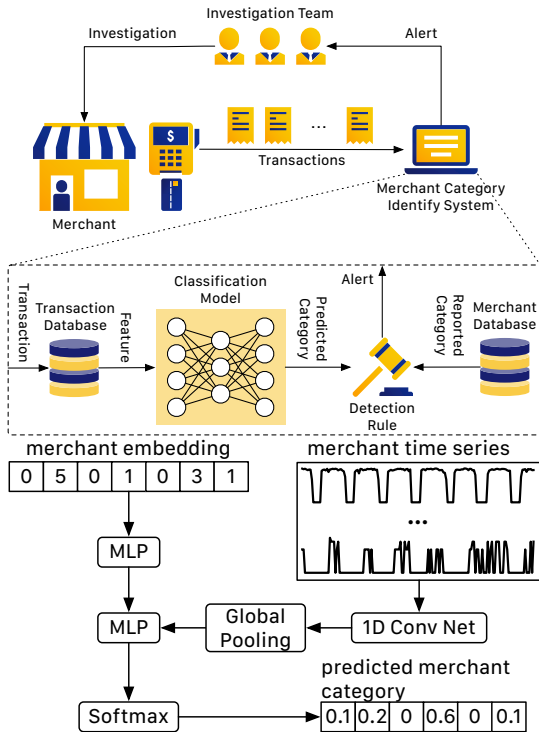 Investigation Team
Investigation
Alert
$
...
Transactions
Merchant
Merchant Category
Identify System
Transaction
Transaction
Database
Feature
Classification
Model
Predicted
Category
Alert
Detection
Rule
Reported
Category
Merchant
Database
merchant embedding
0 5 0 1 0 3 1
merchant time series
...
MLP
MLP
Global
Pooling
1D Conv Net
Softmax
predicted merchant
category
0.1 0.2 0 0.6 0 0.1